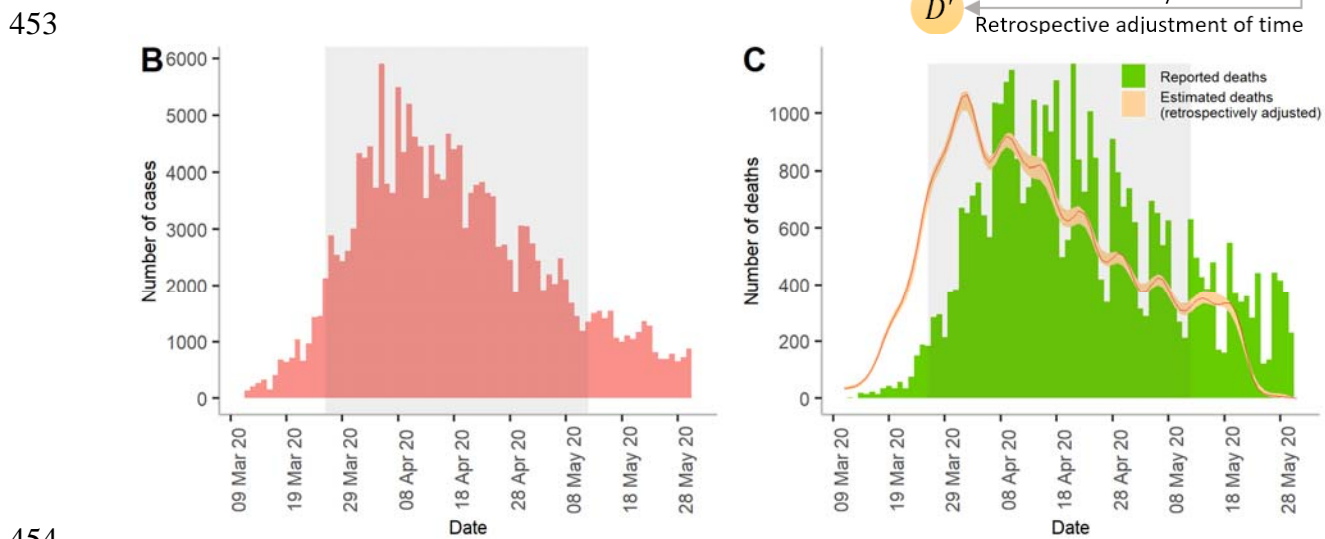 453
D'
Retrospective adjustment of time
B
Number of cases
6000
5000
4000
3000
2000
1000
0
09 Mar 20
19 Mar 20
29 Mar 20
08 Apr 20
18 Apr 20
28 Apr 20
08 May 20
18 May 20
28 May 20
Date
C
Number of deaths
1000
800
600
400
200
0
Reported deaths
Estimated deaths
(retrospectively adjusted)
09 Mar 20
19 Mar 20
29 Mar 20
08 Apr 20
18 Apr 20
28 Apr 20
08 May 20
18 May 20
28 May 20
Date
454